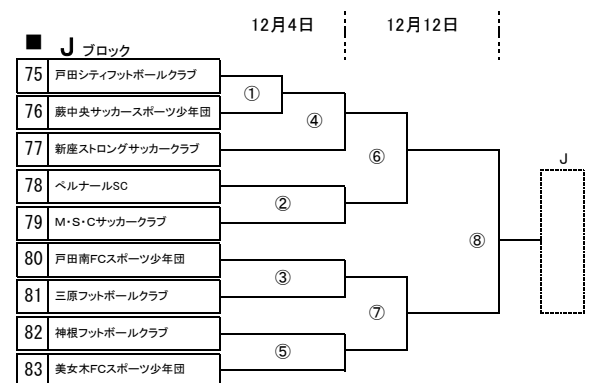 12月4日 12月12日
■ J ブロック
75 戸田シティフットボールクラブ
①
76 蕨中央サッカースポーツ少年団
④
77 新座ストロングサッカークラブ
⑥
J
78 ペルナールSC
②
79 M・S・Cサッカークラブ
⑧
80 戸田南FCスポーツ少年団
③
81 三原フットボールクラブ
⑦
82 神根フットボールクラブ
⑤
83 美女木FCスポーツ少年団